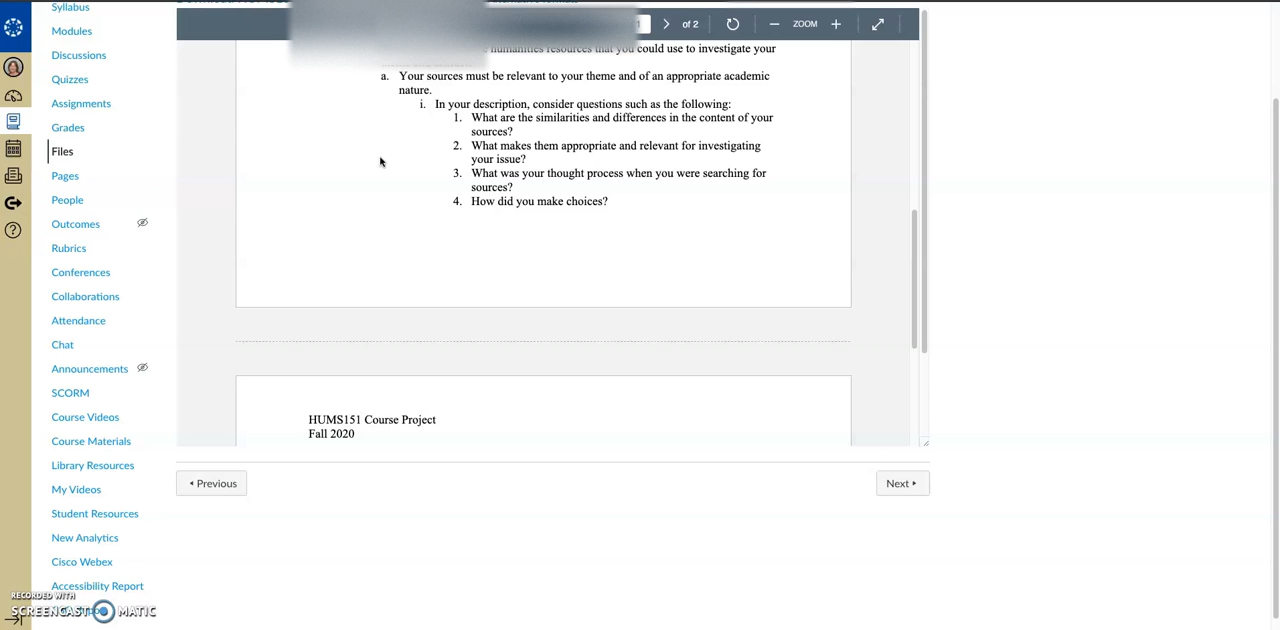 Syllabus
Modules
Discussions
Quizzes
Assignments
Grades
Files
Pages
People
Outcomes
Rubrics
Conferences
Collaborations
Attendance
Chat
Announcements
SCORM
Course Videos
Course Materials
Library Resources
My Videos
Student Resources
New Analytics
Cisco Webex
Accessibility Report
RECORDED WITH
SCREENCAST MATIC
of 2
ZOOM
humanities resources that you could use to investigate your
a. Your sources must be relevant to your theme and of an appropriate academic
nature.
i. In your description, consider questions such as the following:
1. What are the similarities and differences in the content of your
sources?
2. What makes them appropriate and relevant for investigating
your issue?
3. What was your thought process when you were searching for
sources?
4. How did you make choices?
HUMS151 Course Project
Fall 2020
Previous
Next